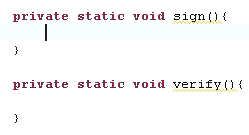 private static void sign(){
}
private static void verify(){
}